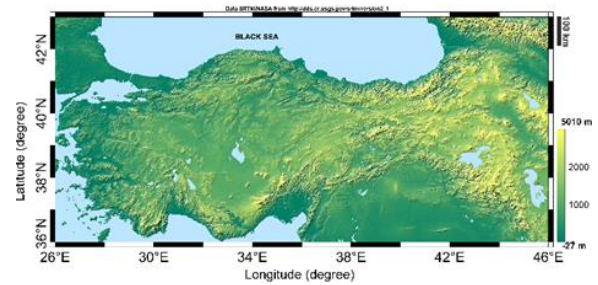 BLACK SEA
100 km
42°N
40°N
38°N
36°N
Latitude (degree)
5010 m
2000
1000
-27 m
26°E 30°E 34°E 38°E 42°E 46°E
Longitude (degree)